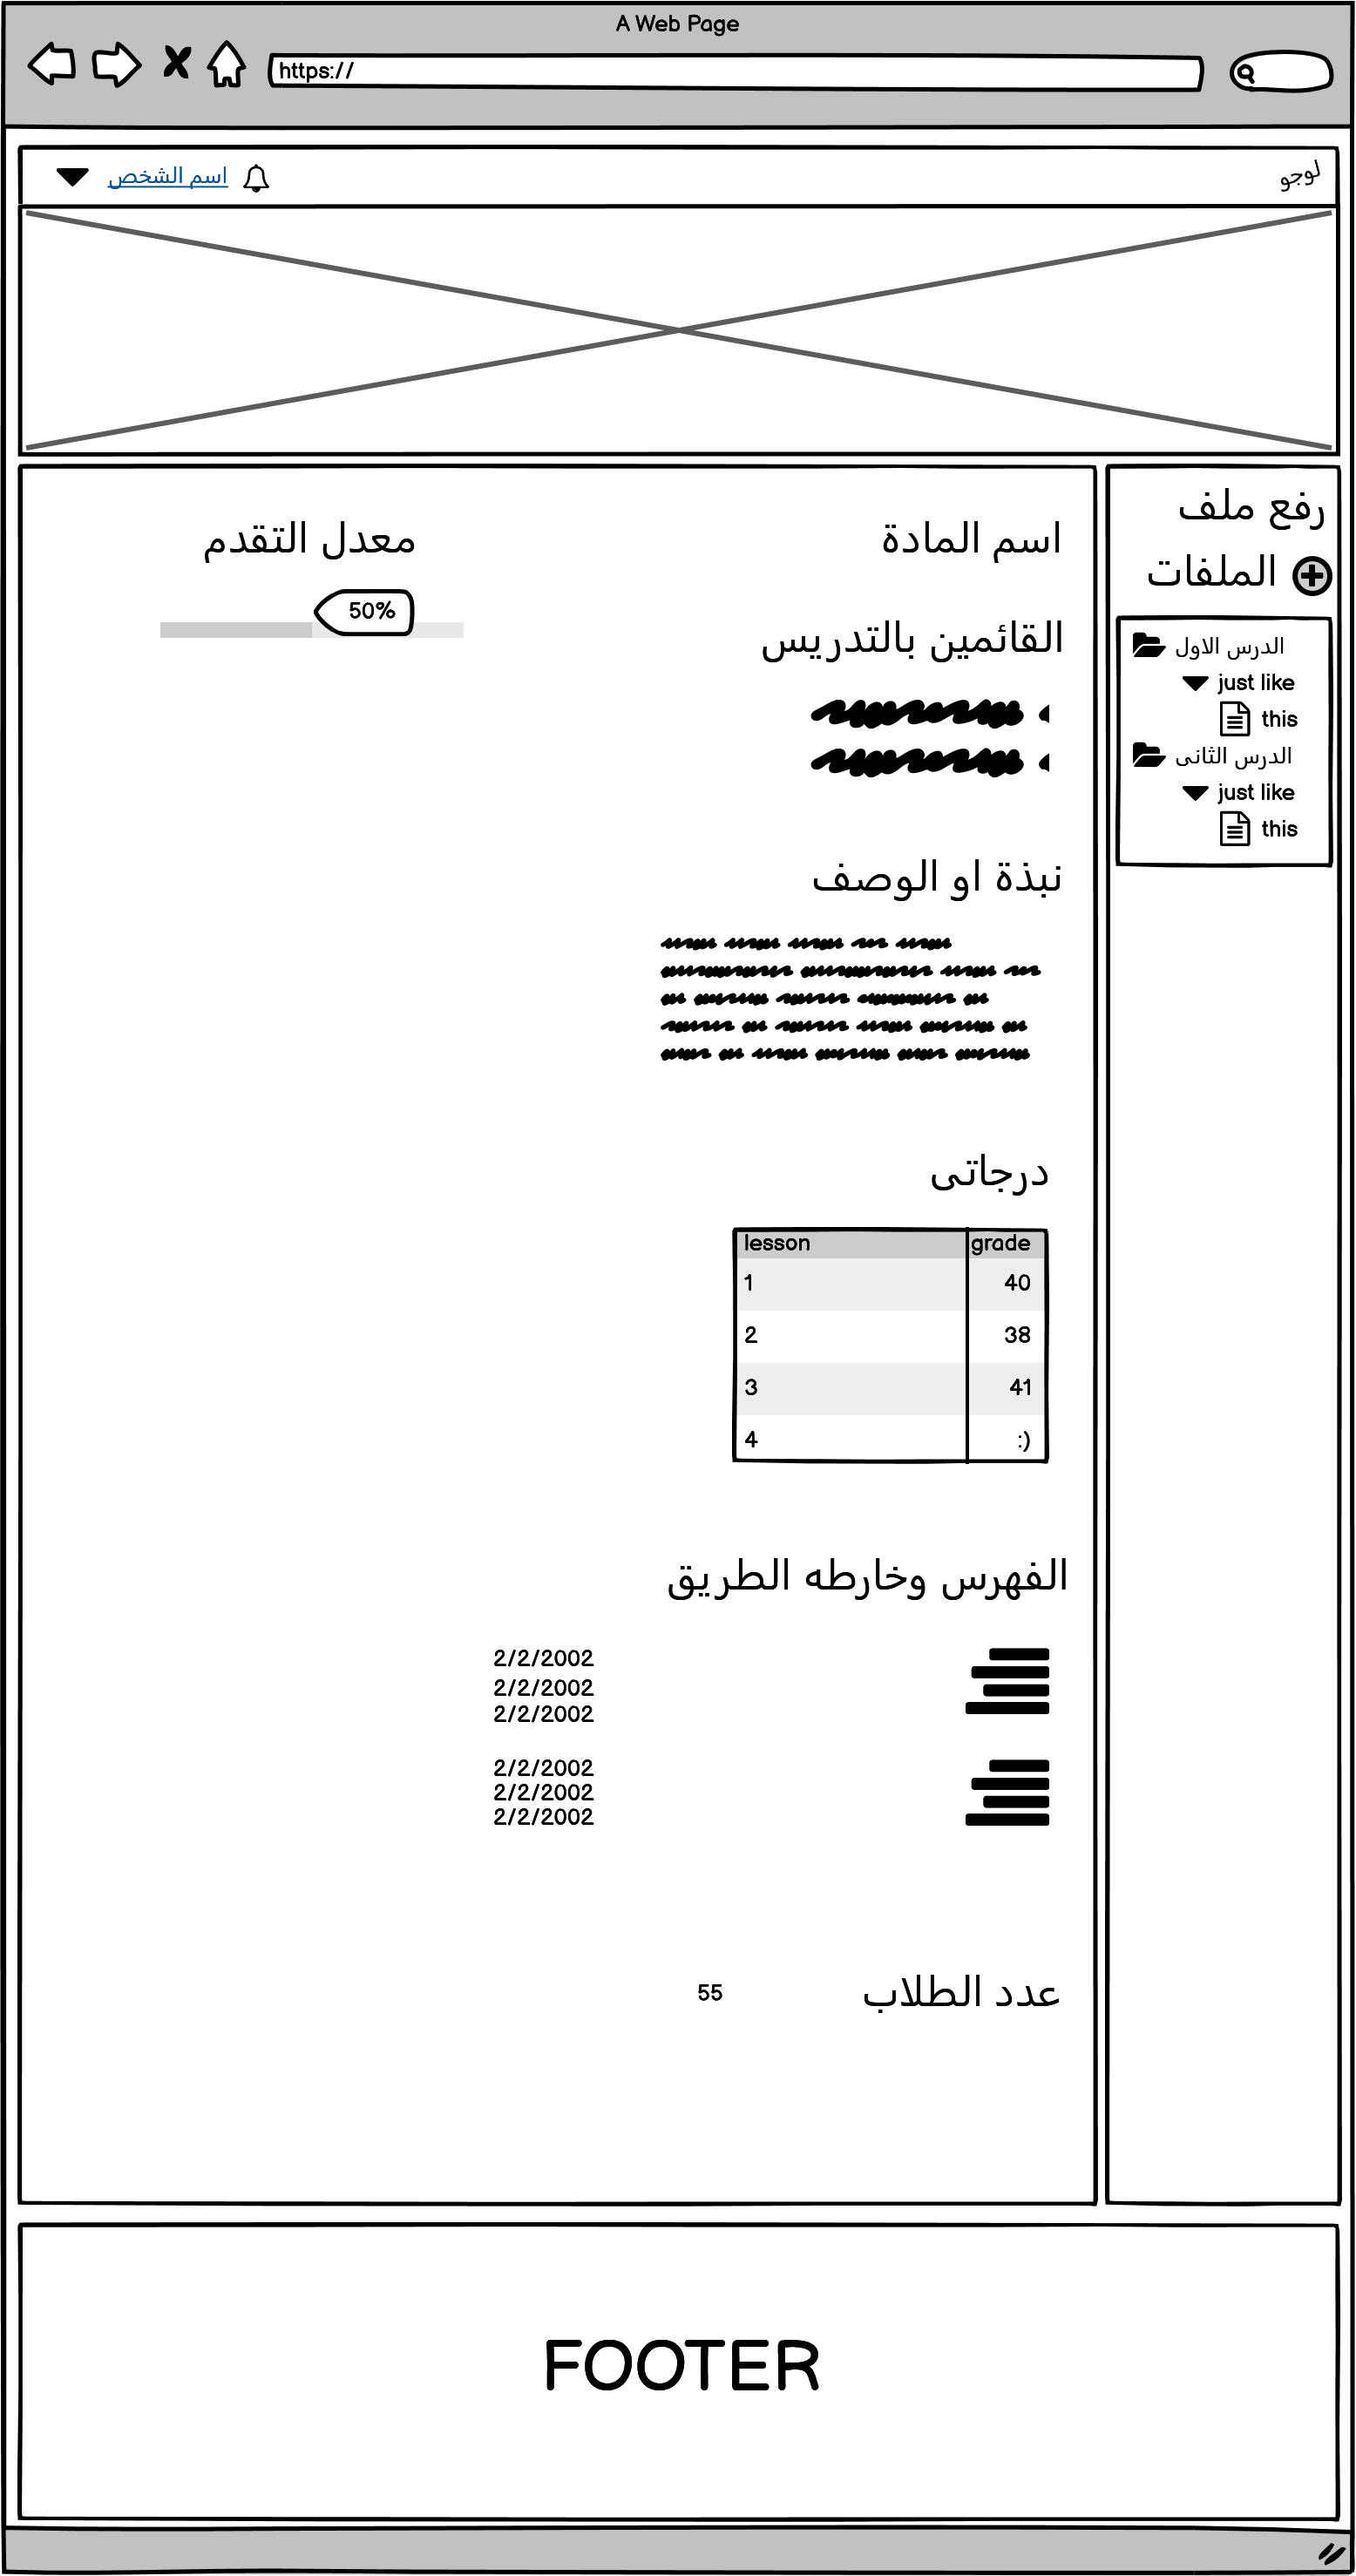 A Web Page
https://
لوجو
اسم الشخص
رفع ملف
الملفات
الدرس الاول
just like
this
الدرس الثانى
just like
this
اسم المادة
معدل التقدم
50%
القائمين بالتدريس
نبذة او الوصف
درجاتى
lesson grade
1 40
2 38
3 41
4 :)
الفهرس وخارطه الطريق
2/2/2002
2/2/2002
2/2/2002
2/2/2002
2/2/2002
2/2/2002
عدد الطلاب 55
FOOTER